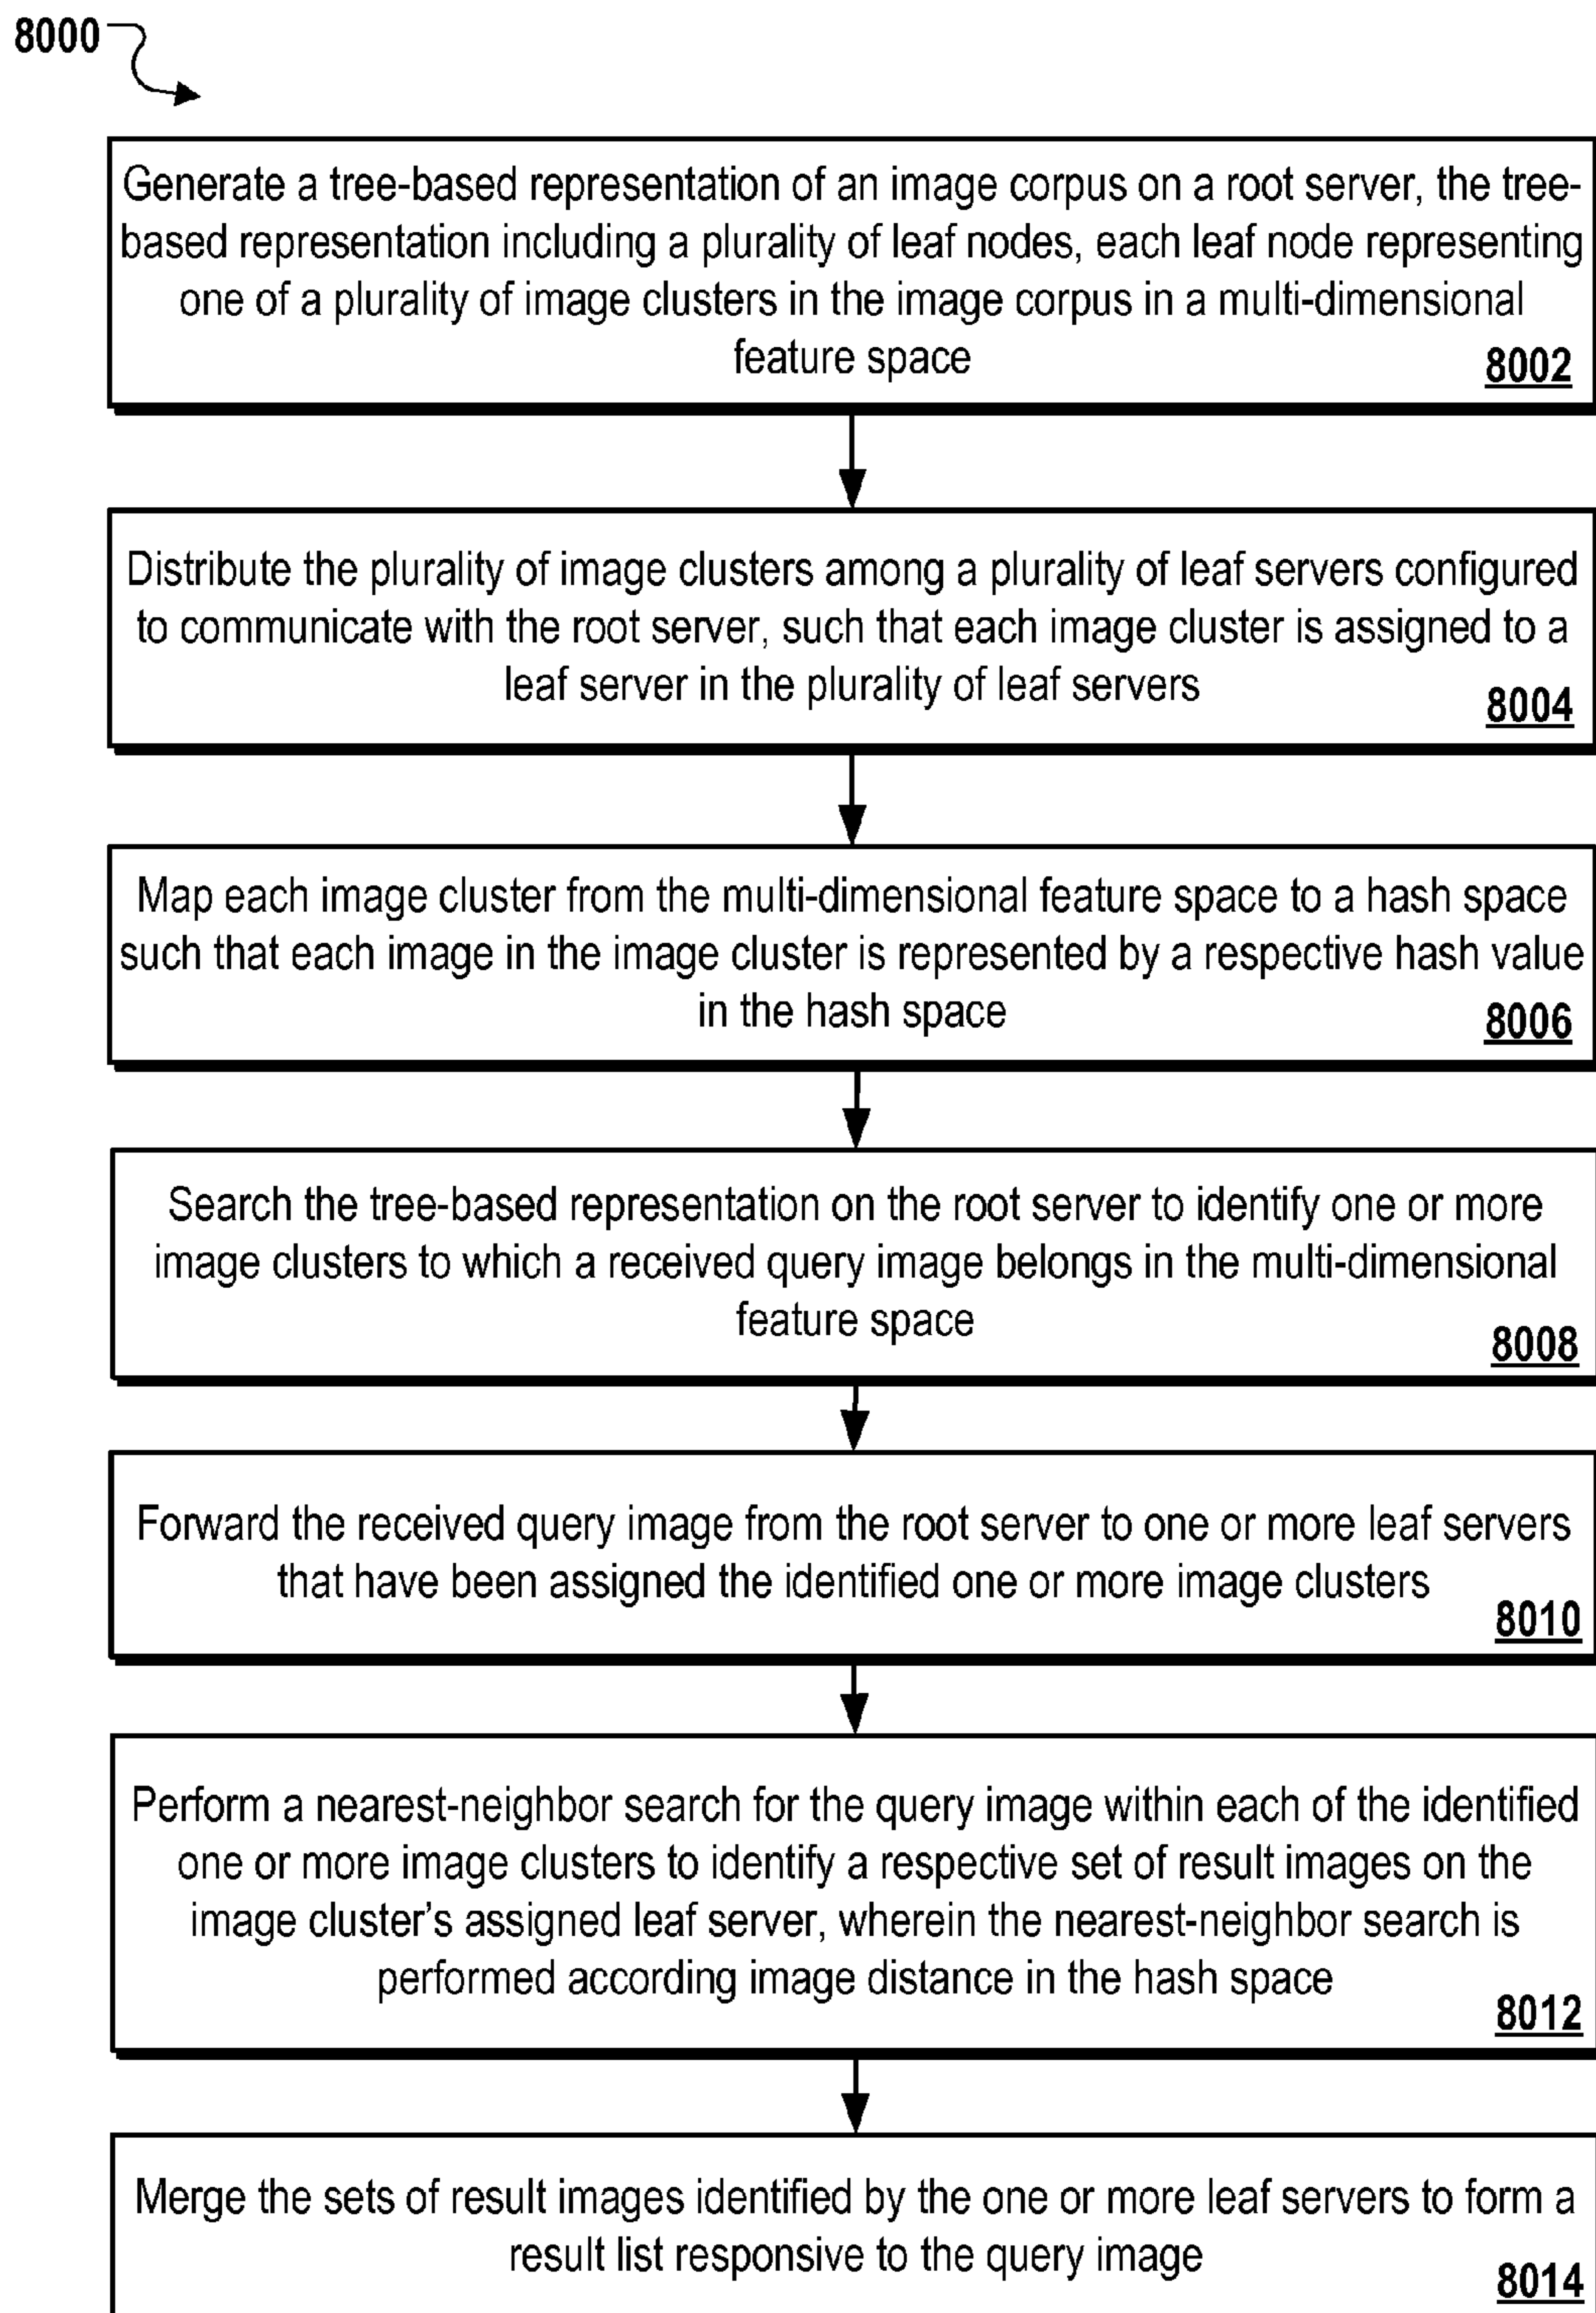 8000
Generate a tree-based representation of an image corpus on a root server, the tree-
based representation including a plurality of leaf nodes, each leaf node representing
one of a plurality of image clusters in the image corpus in a multi-dimensional
feature space
8002
Distribute the plurality of image clusters among a plurality of leaf servers configured
to communicate with the root server, such that each image cluster is assigned to a
leaf server in the plurality of leaf servers
8004
Map each image cluster from the multi-dimensional feature space to a hash space
such that each image in the image cluster is represented by a respective hash value
in the hash space
8006
Search the tree-based representation on the root server to identify one or more
image clusters to which a received query image belongs in the multi-dimensional
feature space
8008
Forward the received query image from the root server to one or more leaf servers
that have been assigned the identified one or more image clusters
8010
Perform a nearest-neighbor search for the query image within each of the identified
one or more image clusters to identify a respective set of result images on the
image cluster's assigned leaf server, wherein the nearest-neighbor search is
performed according image distance in the hash space
8012
Merge the sets of result images identified by the one or more leaf servers to form a
result list responsive to the query image
8014